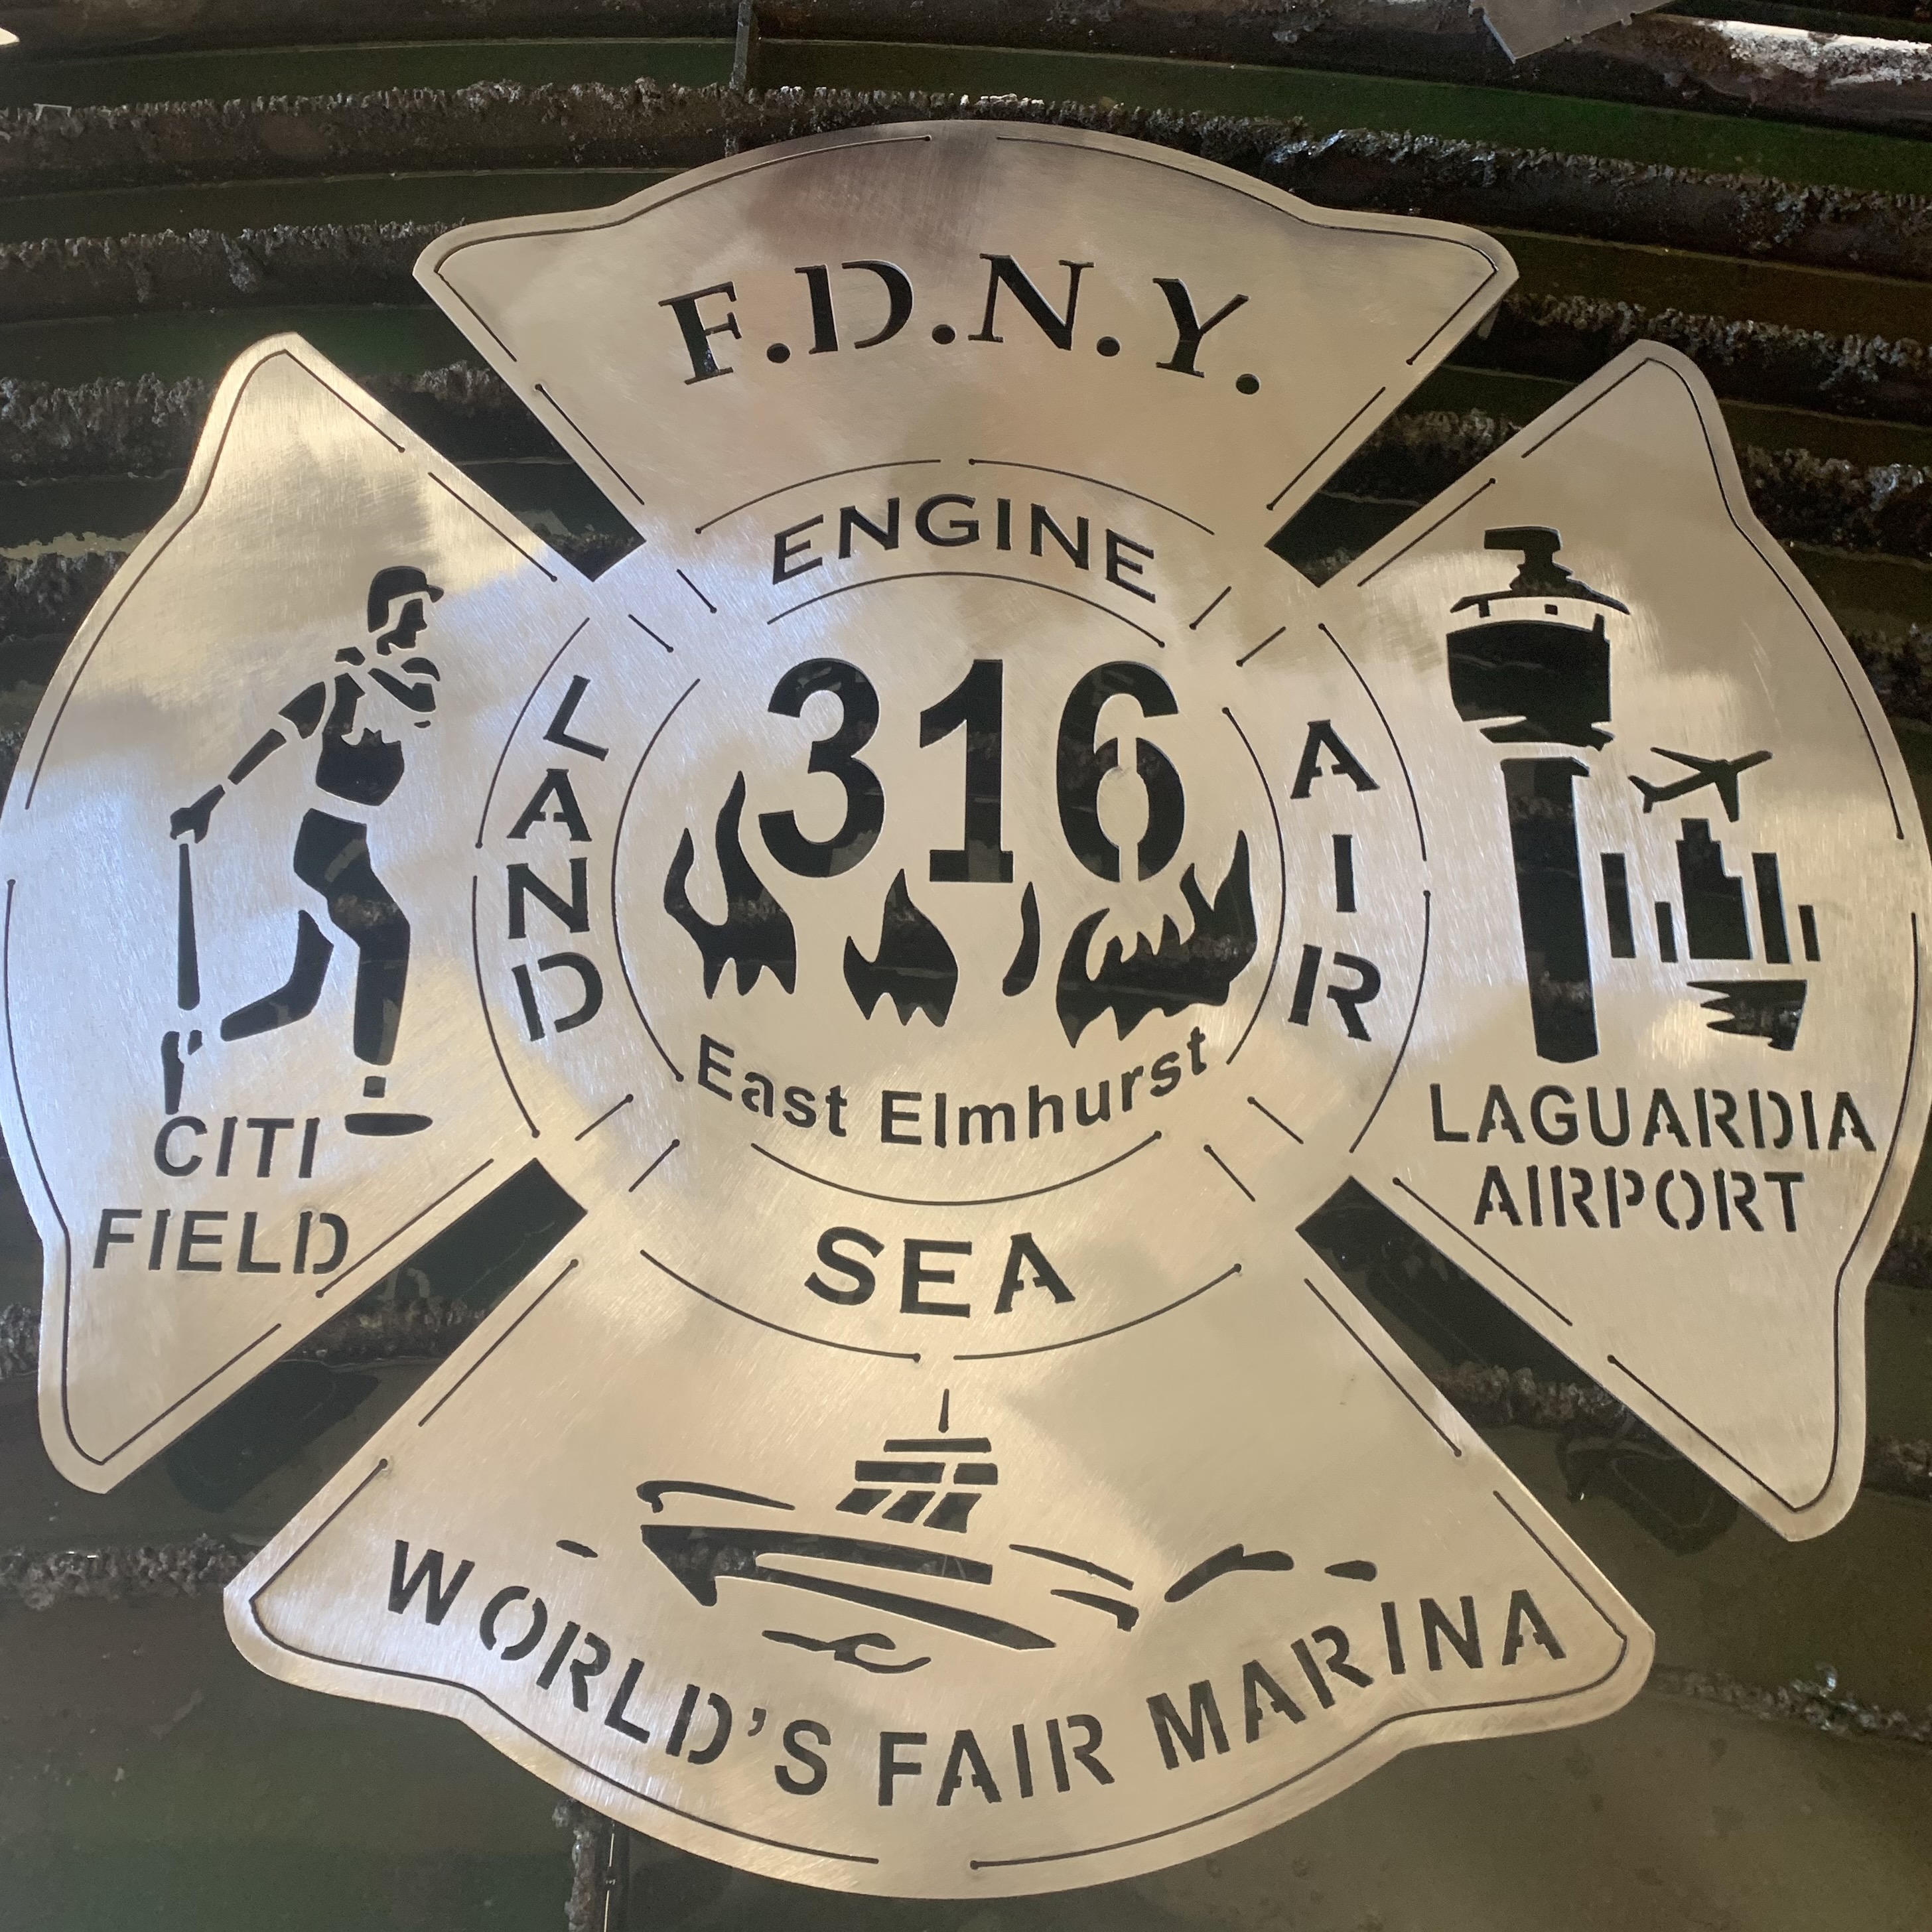 F.D.N.Y.
ENGINE
316
LAND
AIR
East Elmhurst
SEA
CITI
FIELD
LAGUARDIA
AIRPORT
WORLD'S FAIR MARINA